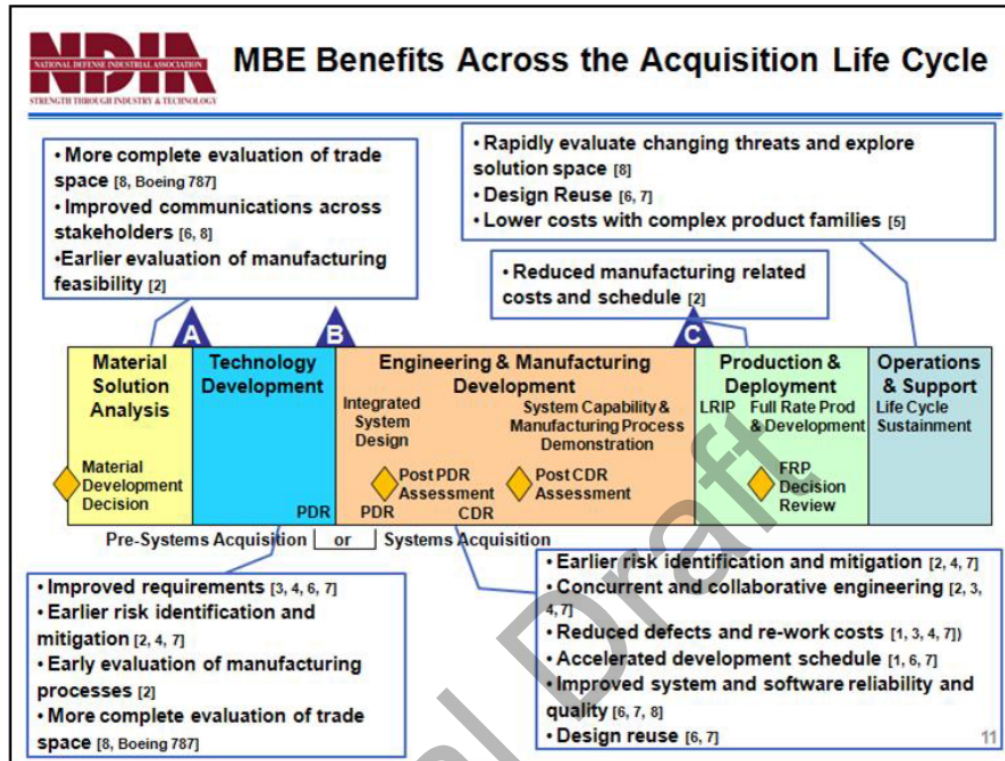 NDIA
NATIONAL DEFENSE INDUSTRIAL ASSOCIATION
STRENGTH THROUGH INDUSTRY & TECHNOLOGY
MBE Benefits Across the Acquisition Life Cycle
• More complete evaluation of trade
space [8, Boeing 787]
• Improved communications across
stakeholders [6, 8]
• Earlier evaluation of manufacturing
feasibility [2]
• Rapidly evaluate changing threats and explore
solution space [8]
• Design Reuse [6, 7]
• Lower costs with complex product families [5]
• Reduced manufacturing related
costs and schedule [2]
A
B
C
Material
Solution
Analysis
Material
Development
Decision
Technology
Development
PDR
Engineering & Manufacturing
Development
Integrated
System
Design
System Capability &
Manufacturing Process
Demonstration
Post PDR
Assessment
Post CDR
Assessment
PDR
CDR
Production &
Deployment
LRIP
Full Rate Prod
& Development
FRP
Decision
Review
Operations
& Support
Life Cycle
Sustainment
Pre-Systems Acquisition or Systems Acquisition
• Improved requirements [3, 4, 6, 7]
• Earlier risk identification and
mitigation [2, 4, 7]
• Early evaluation of manufacturing
processes [2]
• More complete evaluation of trade
space [8, Boeing 787]
• Earlier risk identification and mitigation [2, 4, 7]
• Concurrent and collaborative engineering [2, 3,
4, 7]
• Reduced defects and re-work costs [1, 3, 4, 7])
• Accelerated development schedule [1, 6, 7]
• Improved system and software reliability and
quality [6, 7, 8]
• Design reuse [6, 7]
11
al Draft